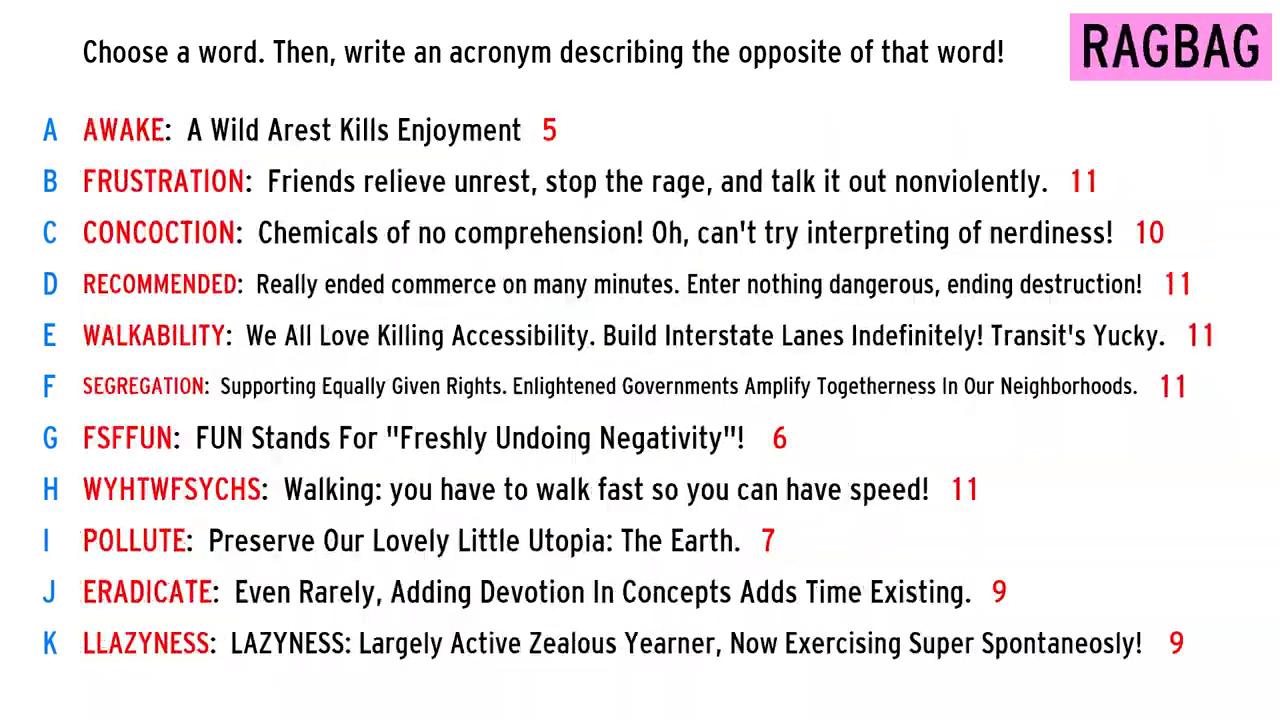 Choose a word. Then, write an acronym describing the opposite of that word!
RAGBAG
A AWAKE: A Wild Arest Kills Enjoyment 5
B FRUSTRATION: Friends relieve unrest, stop the rage, and talk it out nonviolently. 11
C CONCOCTION: Chemicals of no comprehension! Oh, can't try interpreting of nerdiness! 10
D RECOMMENDED: Really ended commerce on many minutes. Enter nothing dangerous, ending destruction! 11
E WALKABILITY: We All Love Killing Accessibility. Build Interstate Lanes Indefinitely! Transit's Yucky. 11
F SEGREGATION: Supporting Equally Given Rights. Enlightened Governments Amplify Togetherness In Our Neighborhoods. 11
G FSFFUN: FUN Stands For "Freshly Undoing Negativity"! 6
H WYHTWFSYCHS: Walking: you have to walk fast so you can have speed! 11
I POLLUTE: Preserve Our Lovely Little Utopia: The Earth. 7
J ERADICATE: Even Rarely, Adding Devotion In Concepts Adds Time Existing. 9
K LLAZYNESS: LAZYNESS: Largely Active Zealous Yearner, Now Exercising Super Spontaneosly! 9